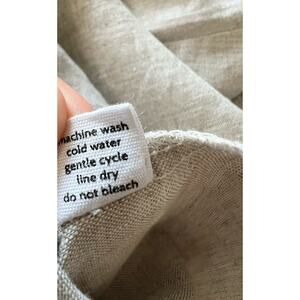 machine wash
cold water
gentle cycle
line dry
do not bleach